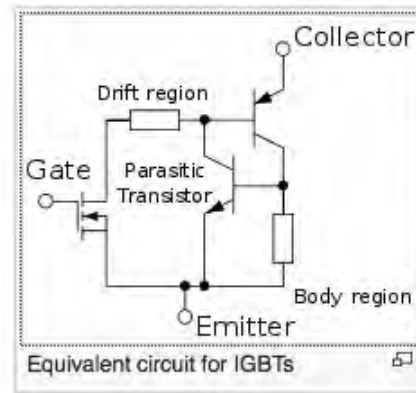 Collector
Drift region
Gate
Parasitic
Transistor
Body region
Emitter
Equivalent circuit for IGBTs